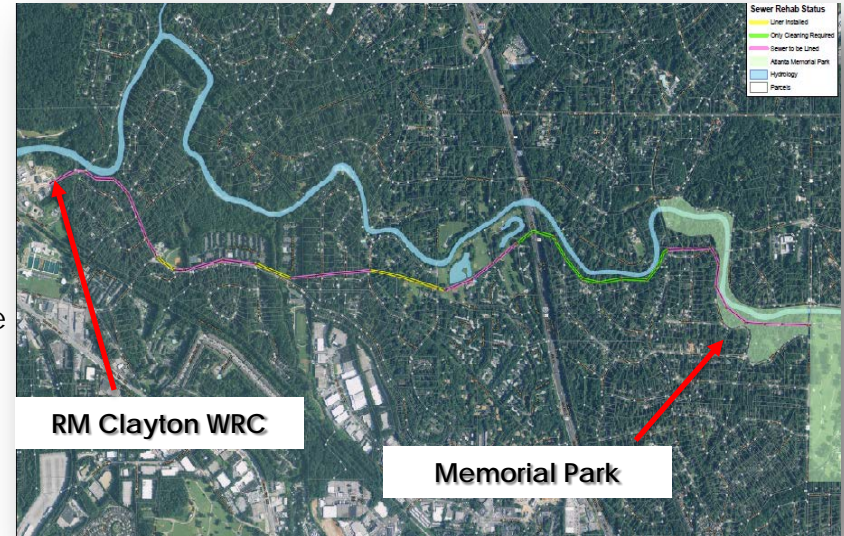 Sewer Rehab Status
Liner Installed
Only Cleaning Required
Sewer to be Lined
Atlanta Memorial Park
Hydrology
Parcels
e
RM Clayton WRC
Memorial Park